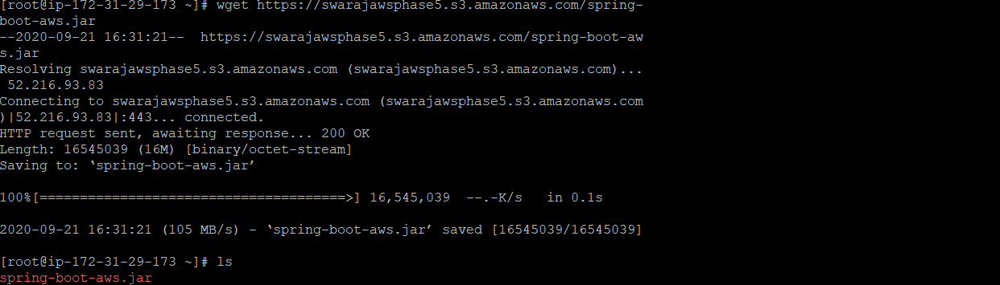 [root@ip-172-31-29-173 ~]# wget https://swarajawsphase5.s3.amazonaws.com/spring-
boot-aws.jar
--2020-09-21 16:31:21--  https://swarajawsphase5.s3.amazonaws.com/spring-boot-aw
s.jar
Resolving swarajawsphase5.s3.amazonaws.com (swarajawsphase5.s3.amazonaws.com)...
 52.216.93.83
Connecting to swarajawsphase5.s3.amazonaws.com (swarajawsphase5.s3.amazonaws.com
)|52.216.93.83|:443... connected.
HTTP request sent, awaiting response... 200 OK
Length: 16545039 (16M) [binary/octet-stream]
Saving to: ‘spring-boot-aws.jar’
100%[======================================>] 16,545,039  --.-K/s   in 0.1s
2020-09-21 16:31:21 (105 MB/s) - ‘spring-boot-aws.jar’ saved [16545039/16545039]
[root@ip-172-31-29-173 ~]# ls
spring-boot-aws.jar